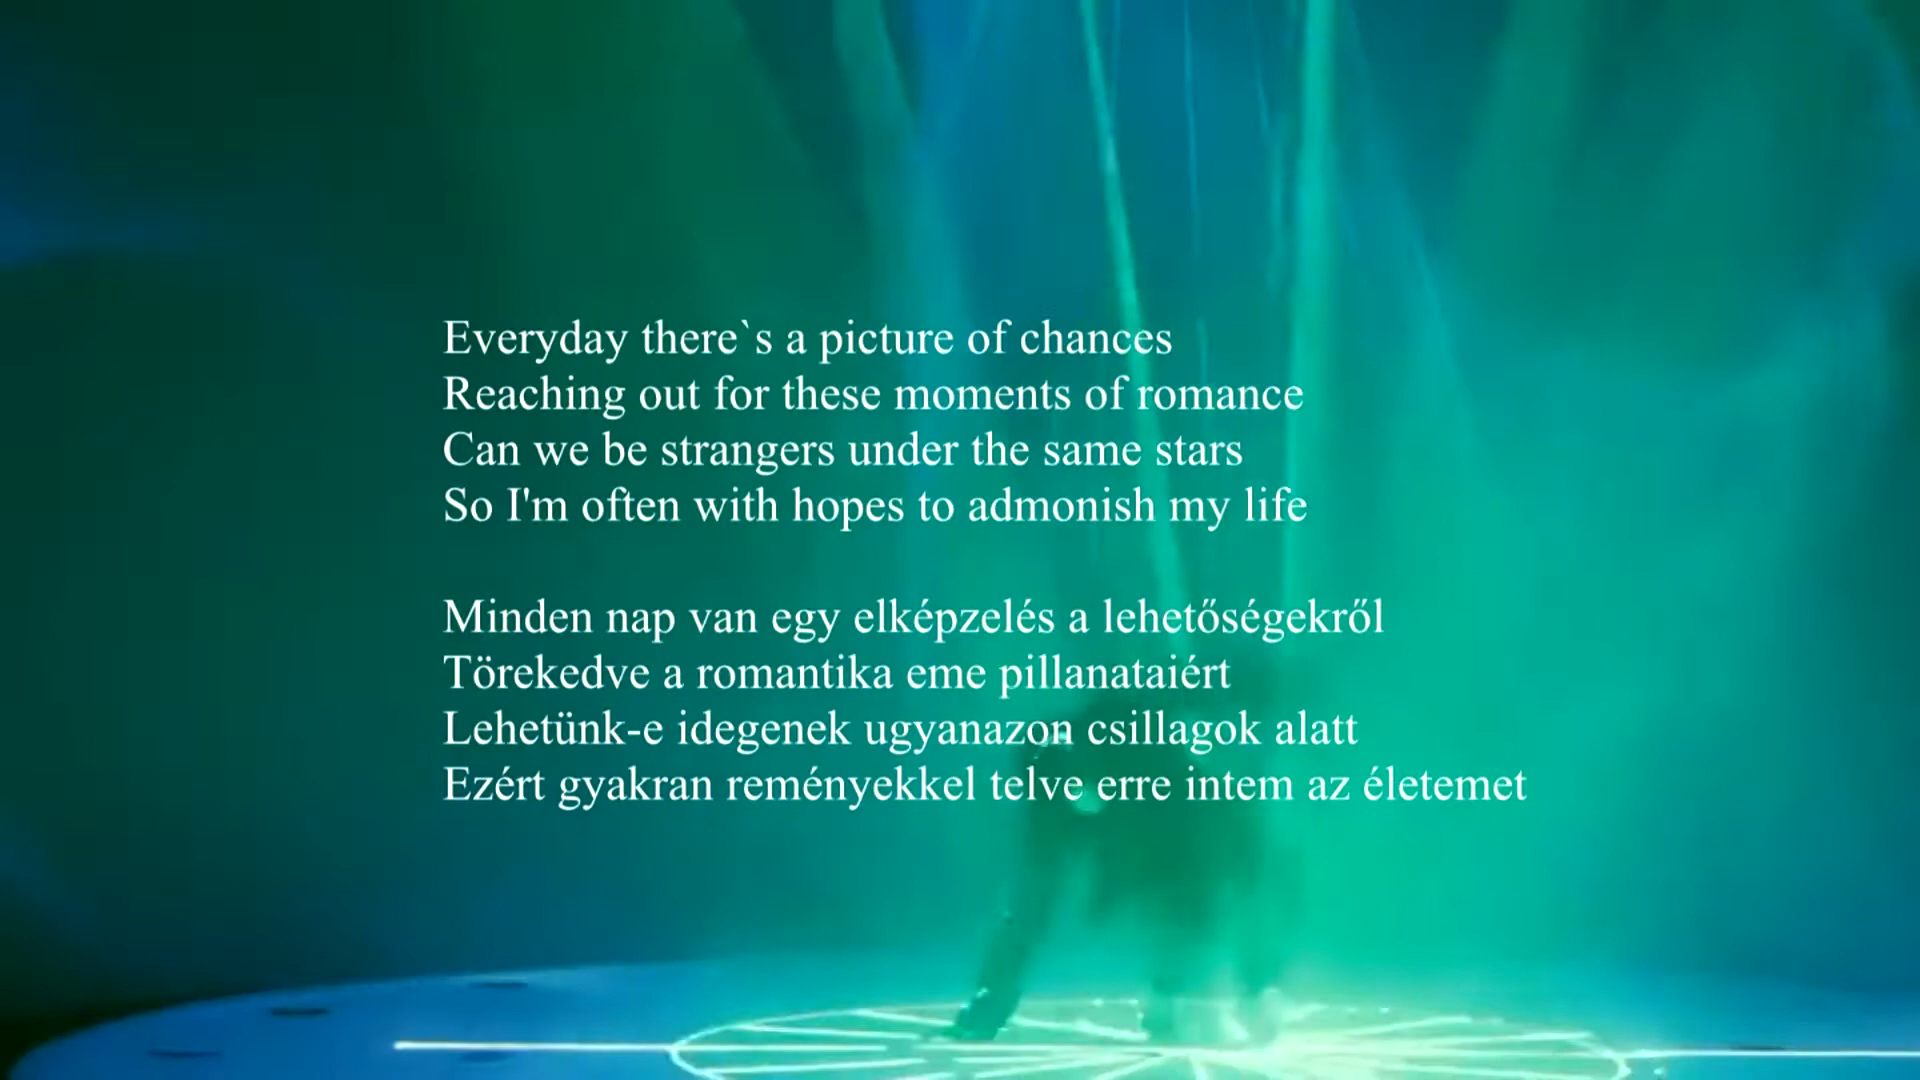 Everyday there`s a picture of chances
Reaching out for these moments of romance
Can we be strangers under the same stars
So I'm often with hopes to admonish my life
Minden nap van egy elképzelés a lehetőségekről
Törekedve a romantika eme pillanataiért
Lehetünk-e idegenek ugyanazon csillagok alatt
Ezért gyakran reményekkel telve erre intem az életemet